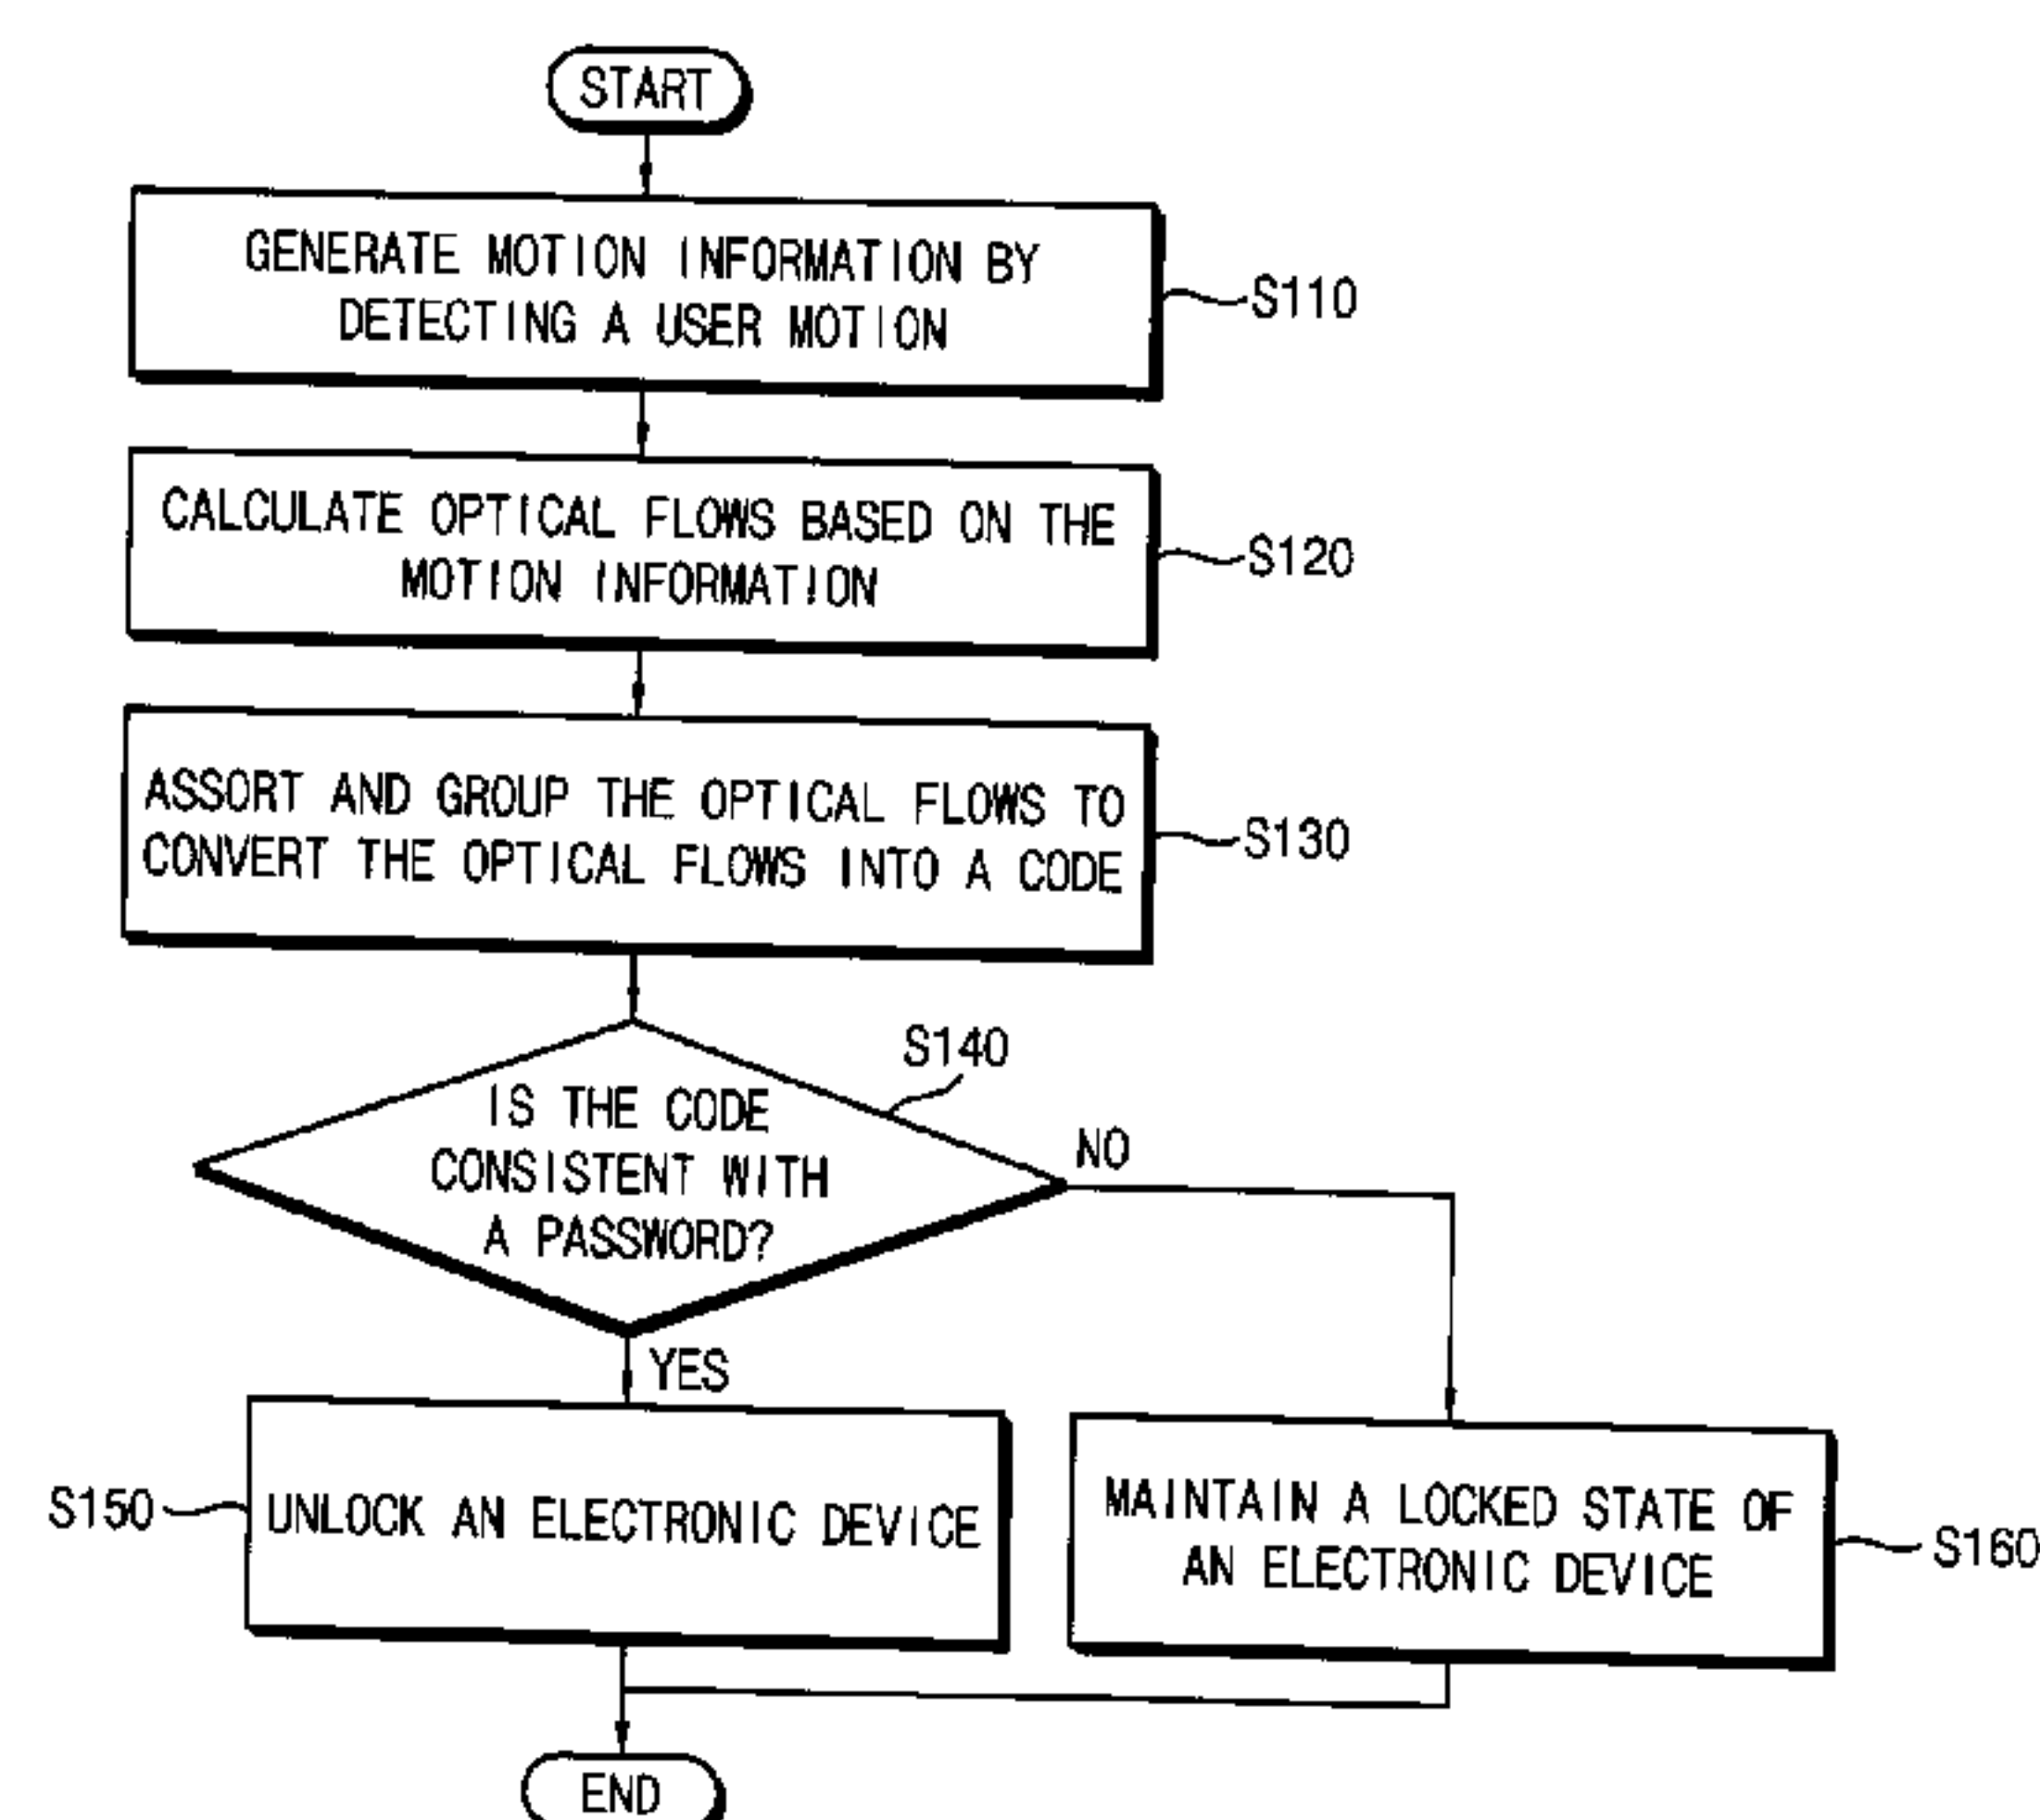 START
GENERATE MOTION INFORMATION BY
DETECTING A USER MOTION
S110
CALCULATE OPTICAL FLOWS BASED ON THE
MOTION INFORMATION
S120
ASSORT AND GROUP THE OPTICAL FLOWS TO
CONVERT THE OPTICAL FLOWS INTO A CODE
S130
S140
IS THE CODE
CONSISTENT WITH
A PASSWORD?
NO
YES
S150
UNLOCK AN ELECTRONIC DEVICE
MAINTAIN A LOCKED STATE OF
AN ELECTRONIC DEVICE
S160
END